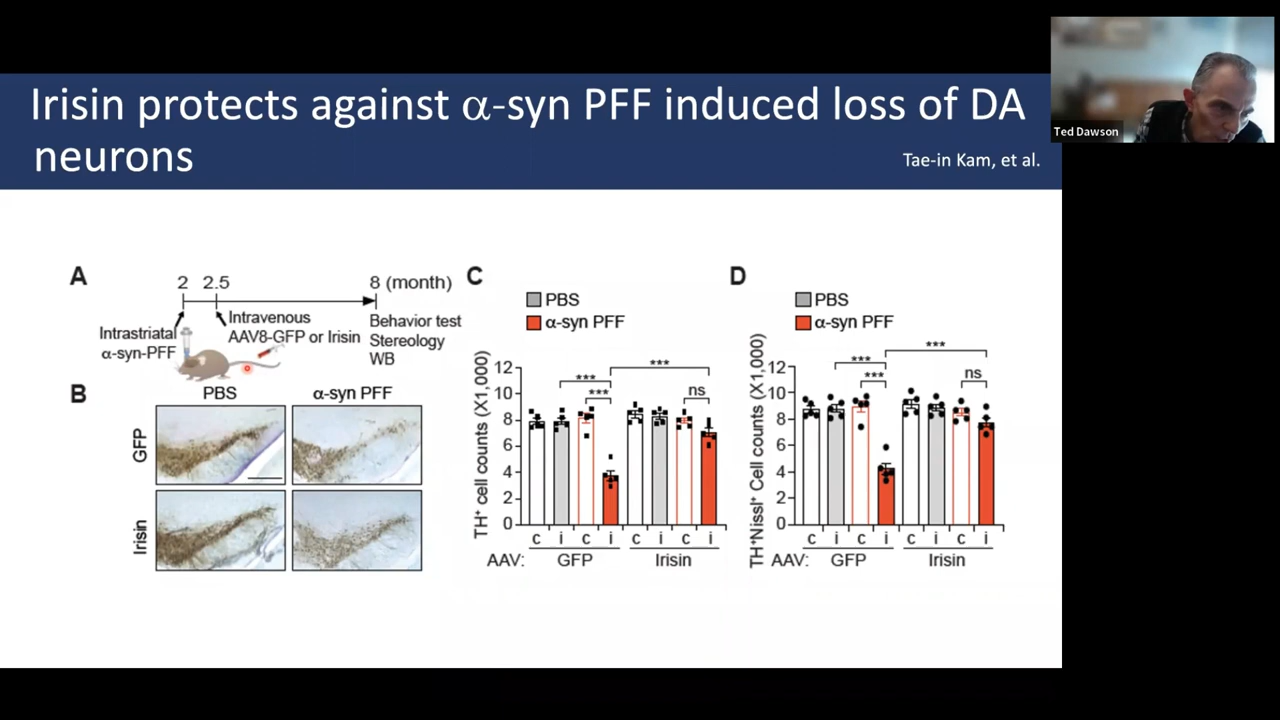 Irisin protects against α-syn PFF induced loss of DA
neurons
Tae-in Kam, et al.
Ted Dawson
A
2 2.5 8 (month)
Intrastriatal
α-syn-PFF
Intravenous
AAV8-GFP or Irisin
Behavior test
Stereology
WB
B
PBS α-syn PFF
GFP
Irisin
C
PBS
α-syn PFF
TH⁺ cell counts (X1,000)
12
10
8
6
4
2
0
*** *** *** ns
c i c i c i c i
AAV: GFP Irisin
D
PBS
α-syn PFF
TH⁺Nissl⁺ Cell counts (X1,000)
12
10
8
6
4
2
0
*** *** *** ns
c i c i c i c i
AAV: GFP Irisin